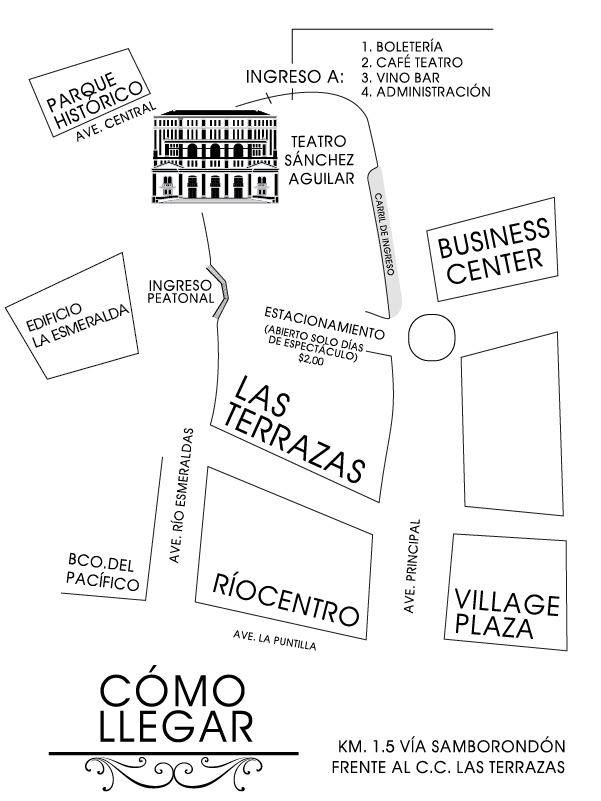 1. BOLETERÍA
2. CAFÉ TEATRO
INGRESO A:
3. VINO BAR
4. ADMINISTRACIÓN
PARQUE
HISTÓRICO
AVE. CENTRAL
TEATRO
SÁNCHEZ
AGUILAR
CARRIL DE INGRESO
BUSINESS
CENTER
INGRESO
PEATONAL
EDIFICIO
LA ESMERALDA
ESTACIONAMIENTO
(ABIERTO SOLO DÍAS
DE ESPECTÁCULO)
$2,00
LAS
TERRAZAS
AVE. RÍO ESMERALDAS
AVE. PRINCIPAL
BCO. DEL
PACÍFICO
RÍOCENTRO
VILLAGE
PLAZA
AVE. LA PUNTILLA
CÓMO
LLEGAR
KM. 1.5 VÍA SAMBORONDÓN
FRENTE AL C.C. LAS TERRAZAS